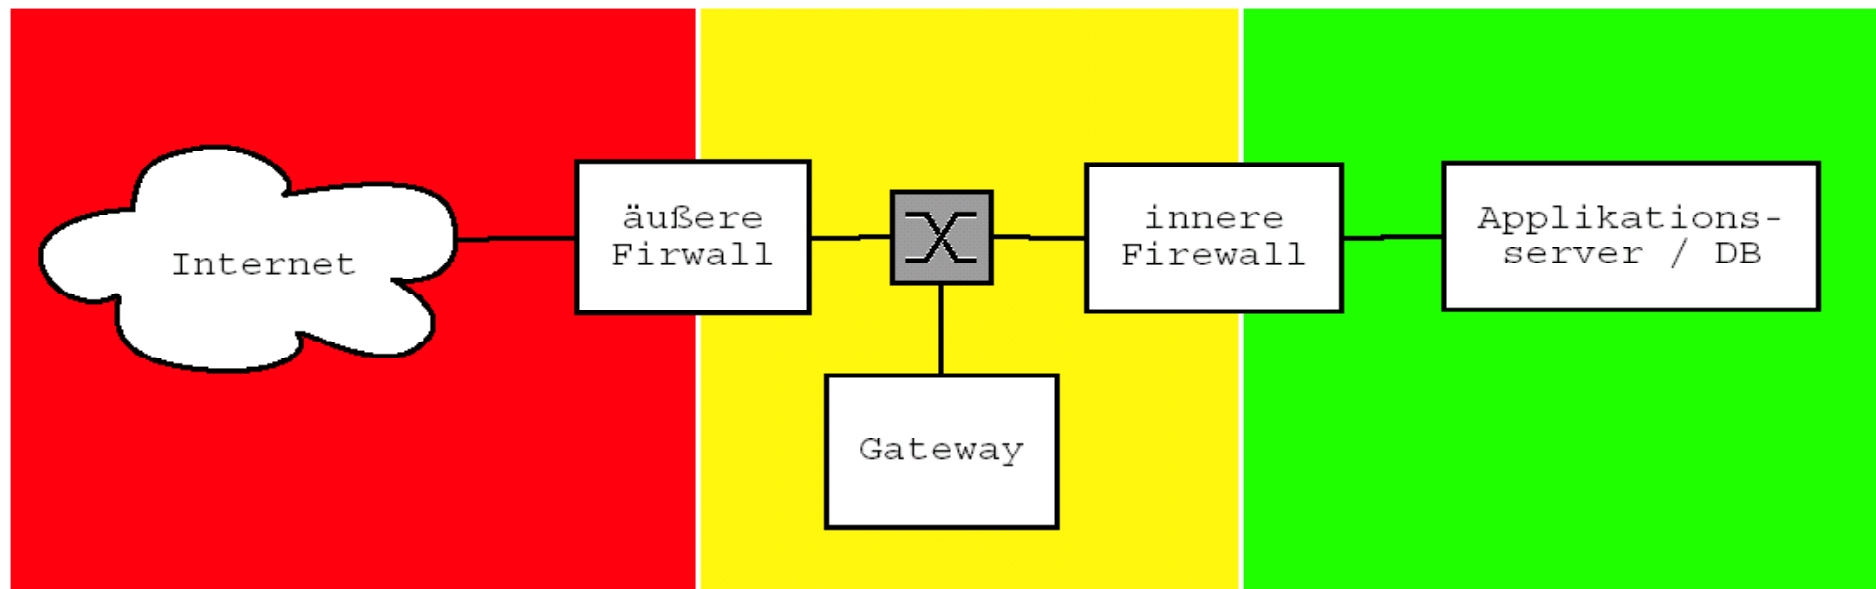 Internet
äußere
Firwall
innere
Firewall
Applikations-
server / DB
Gateway